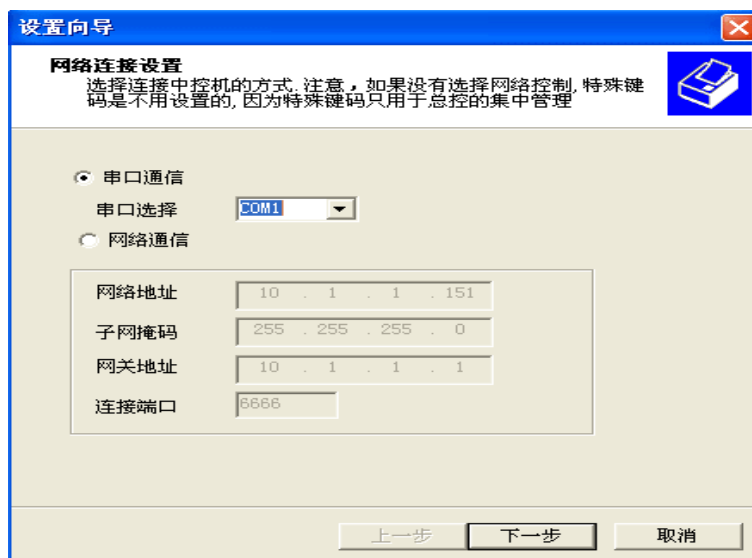 设置向导
网络连接设置
选择连接中控机的方式.注意，如果没有选择网络控制,特殊键
码是不用设置的,因为特殊键码只用于总控的集中管理
串口通信
串口选择 COM1
网络通信
网络地址 10 . 1 . 1 . 151
子网掩码 255 . 255 . 255 . 0
网关地址 10 . 1 . 1 . 1
连接端口 6666
上一步 下一步 取消